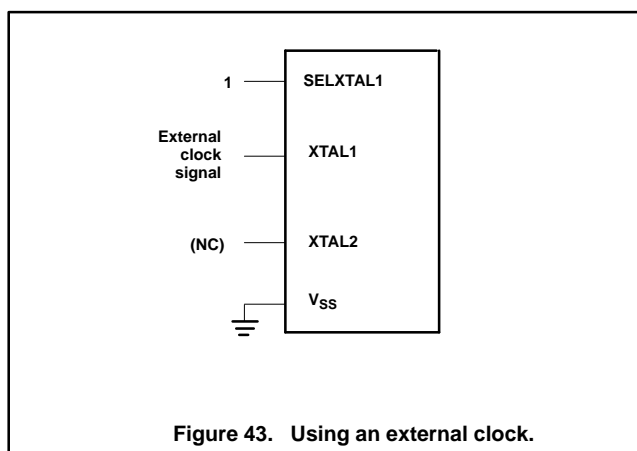 1 SELXTAL1
External
clock
signal
XTAL1
(NC) XTAL2
VSS
Figure 43. Using an external clock.